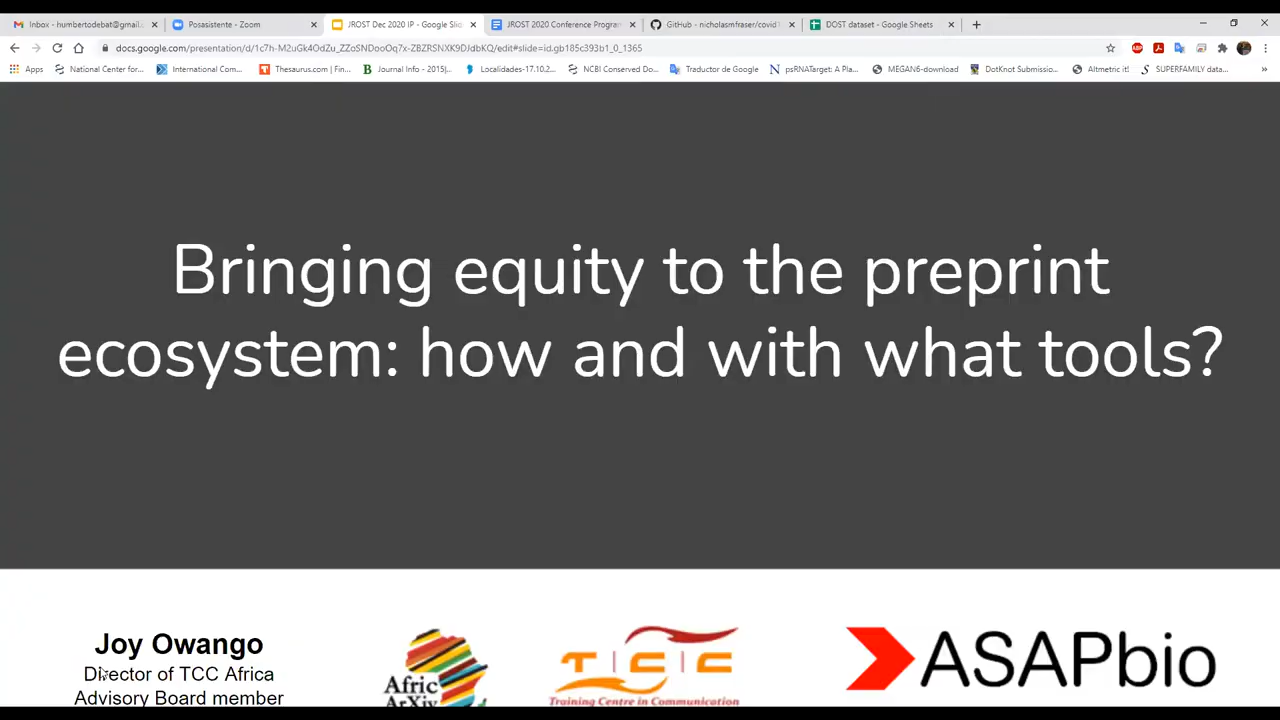 Inbox - humbertodebat@gmail.
Posasistente - Zoom
JROST Dec 2020 IP - Google Slid
JROST 2020 Conference Program
GitHub - nicholasmfraser/covid1
DOST dataset - Google Sheets
docs.google.com/presentation/d/1c7h-M2uGk4OdZu_ZZoSNDooOq7x-ZBZRSNXK9DJdbKQ/edit#slide=id.gb185c393b1_0_1365
Apps
National Center for...
International Com...
Thesaurus.com | Fin...
Journal Info - 2015|...
Localidades-17.10.2...
NCBI Conserved Do...
Traductor de Google
psRNATarget: A Pla...
MEGAN6-download
DotKnot Submissio...
Altmetric it!
SUPERFAMILY data...
Bringing equity to the preprint
ecosystem: how and with what tools?
Joy Owango
Director of TCC Africa
Advisory Board member
Afric
ArXiv
T|C|C
Training Centre in Communication
ASAPbio